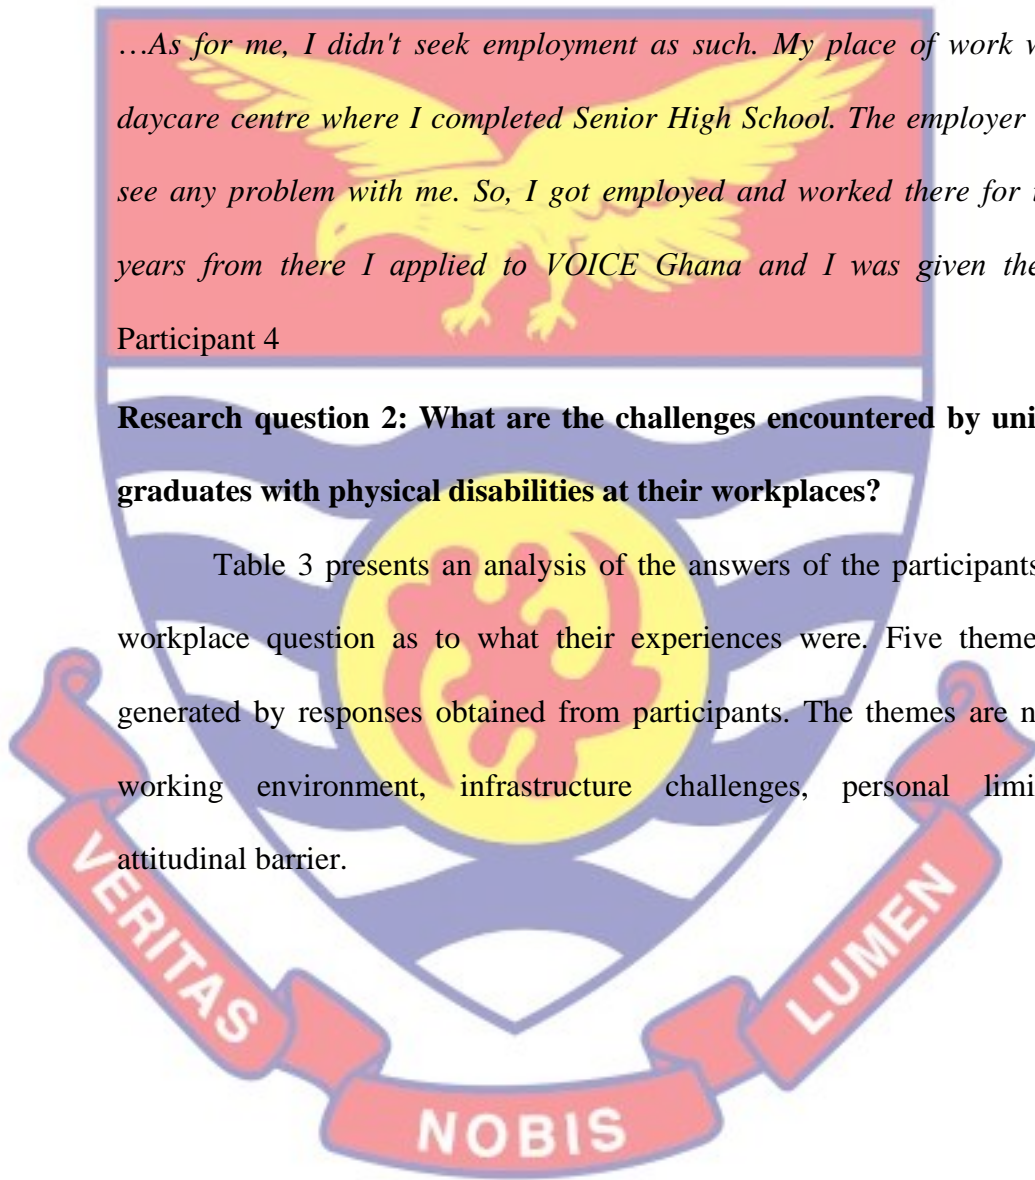 …As for me, I didn't seek employment as such. My place of work
daycare centre where I completed Senior High School. The employer
see any problem with me. So, I got employed and worked there for
years from there I applied to VOICE Ghana and I was given
Participant 4
Research question 2: What are the challenges encountered by
graduates with physical disabilities at their workplaces?
Table 3 presents an analysis of the answers of the participants
workplace question as to what their experiences were. Five
generated by responses obtained from participants. The themes are
working environment, infrastructure challenges, personal
attitudinal barrier.
VERITAS
NOBIS
LUMEN